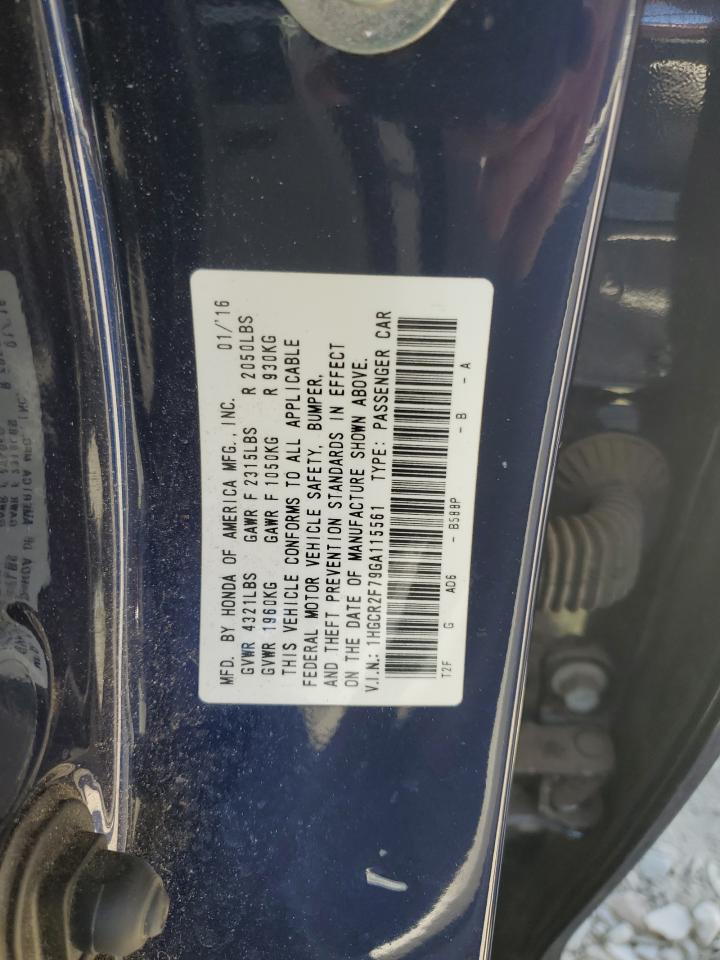 MFD. BY HONDA OF AMERICA MFG., INC. 01/'16
GVWR 4321LBS GAWR F 2315LBS R 2050LBS
GVWR 1960KG GAWR F 1050KG R 930KG
THIS VEHICLE CONFORMS TO ALL APPLICABLE
FEDERAL MOTOR VEHICLE SAFETY, BUMPER,
AND THEFT PREVENTION STANDARDS IN EFFECT
ON THE DATE OF MANUFACTURE SHOWN ABOVE.
V.I.N.: 1HGCR2F79GA115561 TYPE: PASSENGER CAR
T2F G AD6 - B588P - B - A